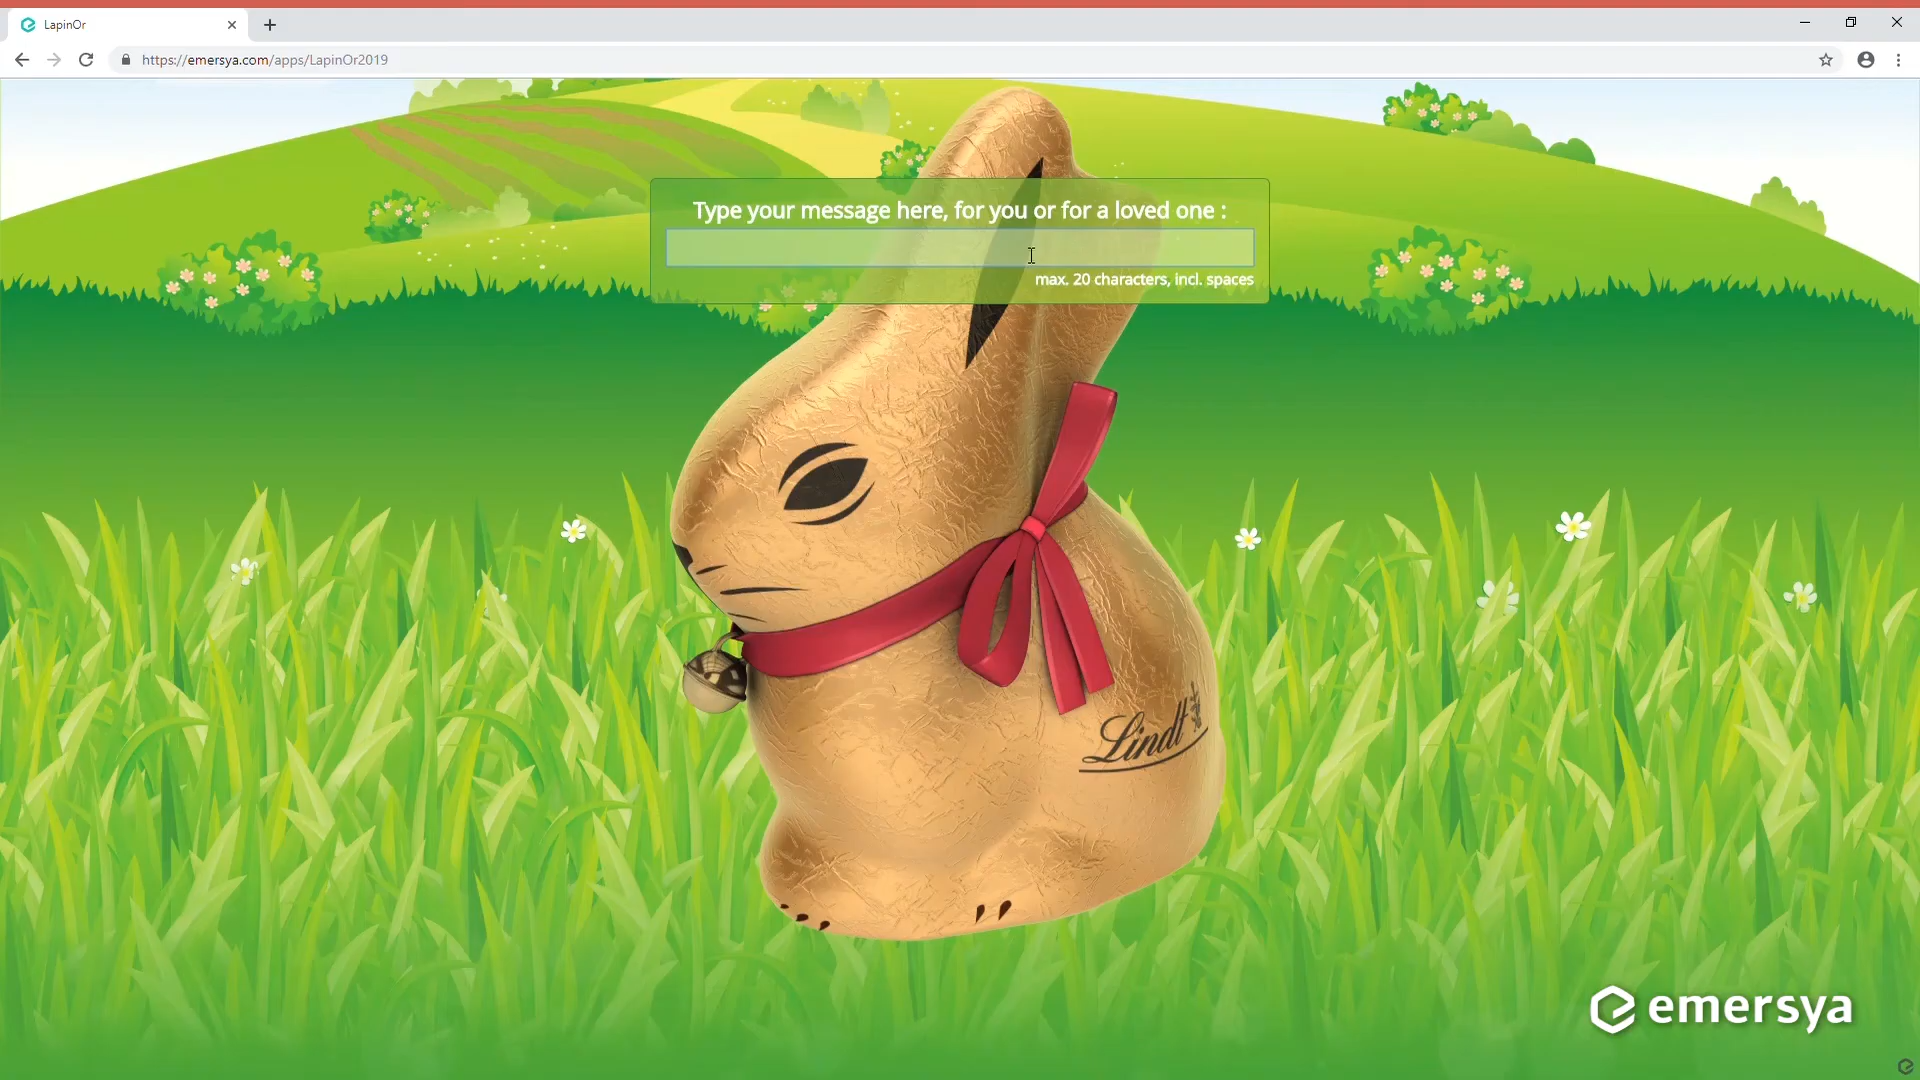 LapinOr
https://emersya.com/apps/LapinOr2019
Type your message here, for you or for a loved one :
max. 20 characters, incl. spaces
Lindt
emersya